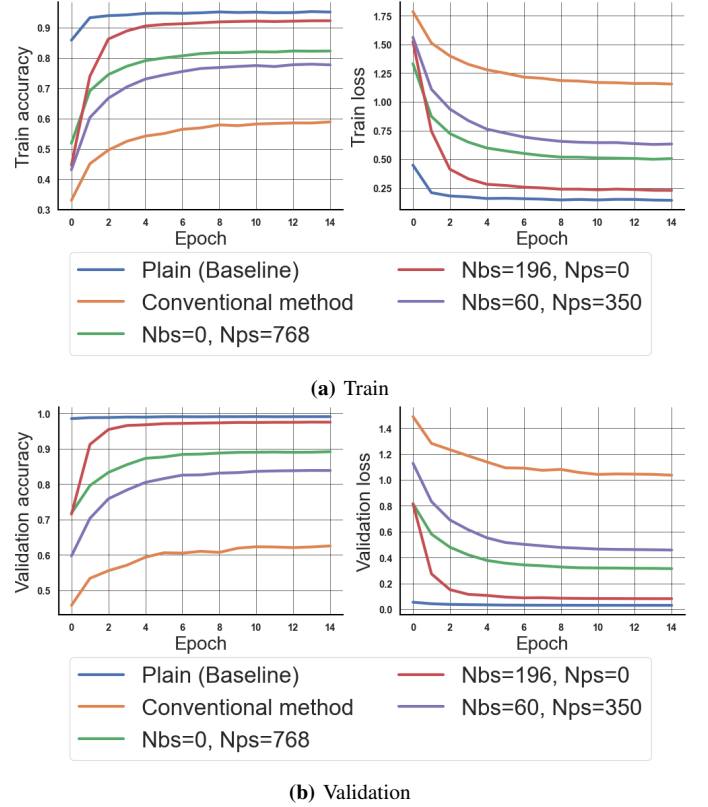 Train accuracy
0.9
0.8
0.7
0.6
0.5
0.4
0.3
0 2 4 6 8 10 12 14
Epoch
Train loss
1.75
1.50
1.25
1.00
0.75
0.50
0.25
0 2 4 6 8 10 12 14
Epoch
Plain (Baseline)
Conventional method
Nbs=0, Nps=768
Nbs=196, Nps=0
Nbs=60, Nps=350
(a) Train
Validation accuracy
1.0
0.9
0.8
0.7
0.6
0.5
0 2 4 6 8 10 12 14
Epoch
Validation loss
1.4
1.2
1.0
0.8
0.6
0.4
0.2
0.0
0 2 4 6 8 10 12 14
Epoch
Plain (Baseline)
Conventional method
Nbs=0, Nps=768
Nbs=196, Nps=0
Nbs=60, Nps=350
(b) Validation